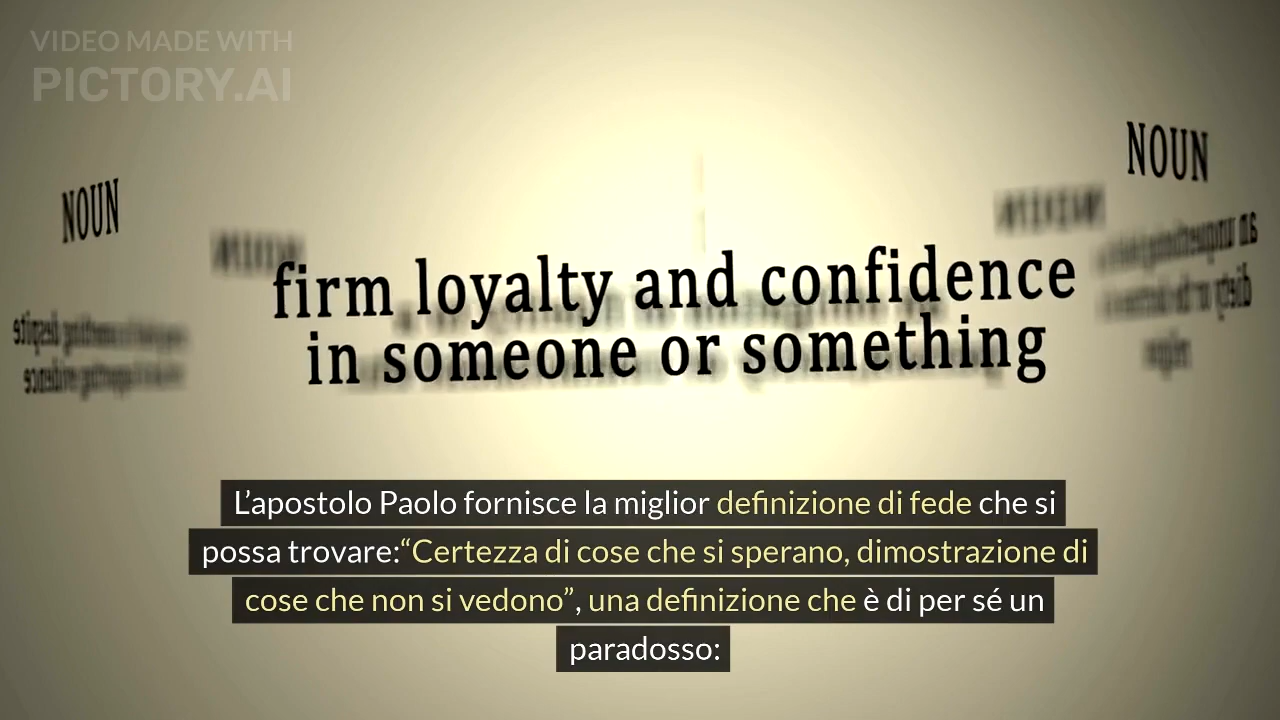 VIDEO MADE WITH
PICTORY.AI
NOUN
NOUN
firm loyalty and confidence
in someone or something
L’apostolo Paolo fornisce la miglior definizione di fede che si
possa trovare:“Certezza di cose che si sperano, dimostrazione di
cose che non si vedono”, una definizione che è di per sé un
paradosso: